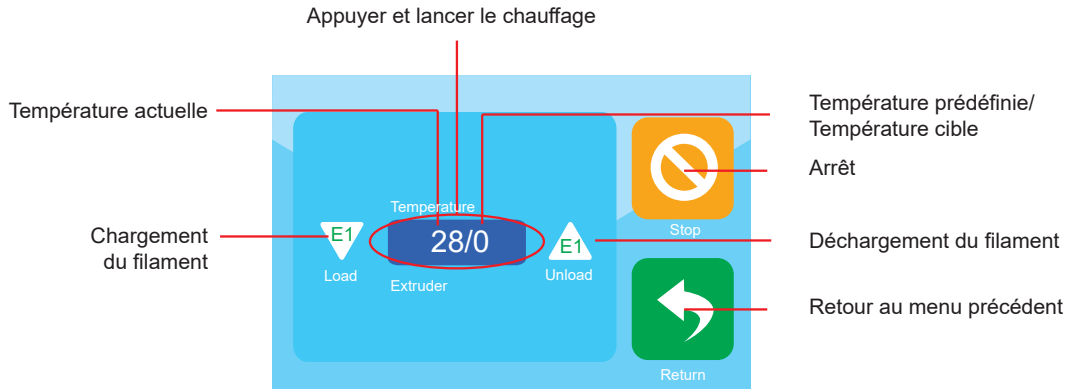 Appuyer et lancer le chauffage
Température actuelle
Température prédéfinie/
Température cible
Arrêt
Temperature
28/0
Extruder
E1
Load
E1
Unload
Stop
Chargement
du filament
Déchargement du filament
Retour au menu précédent
Return